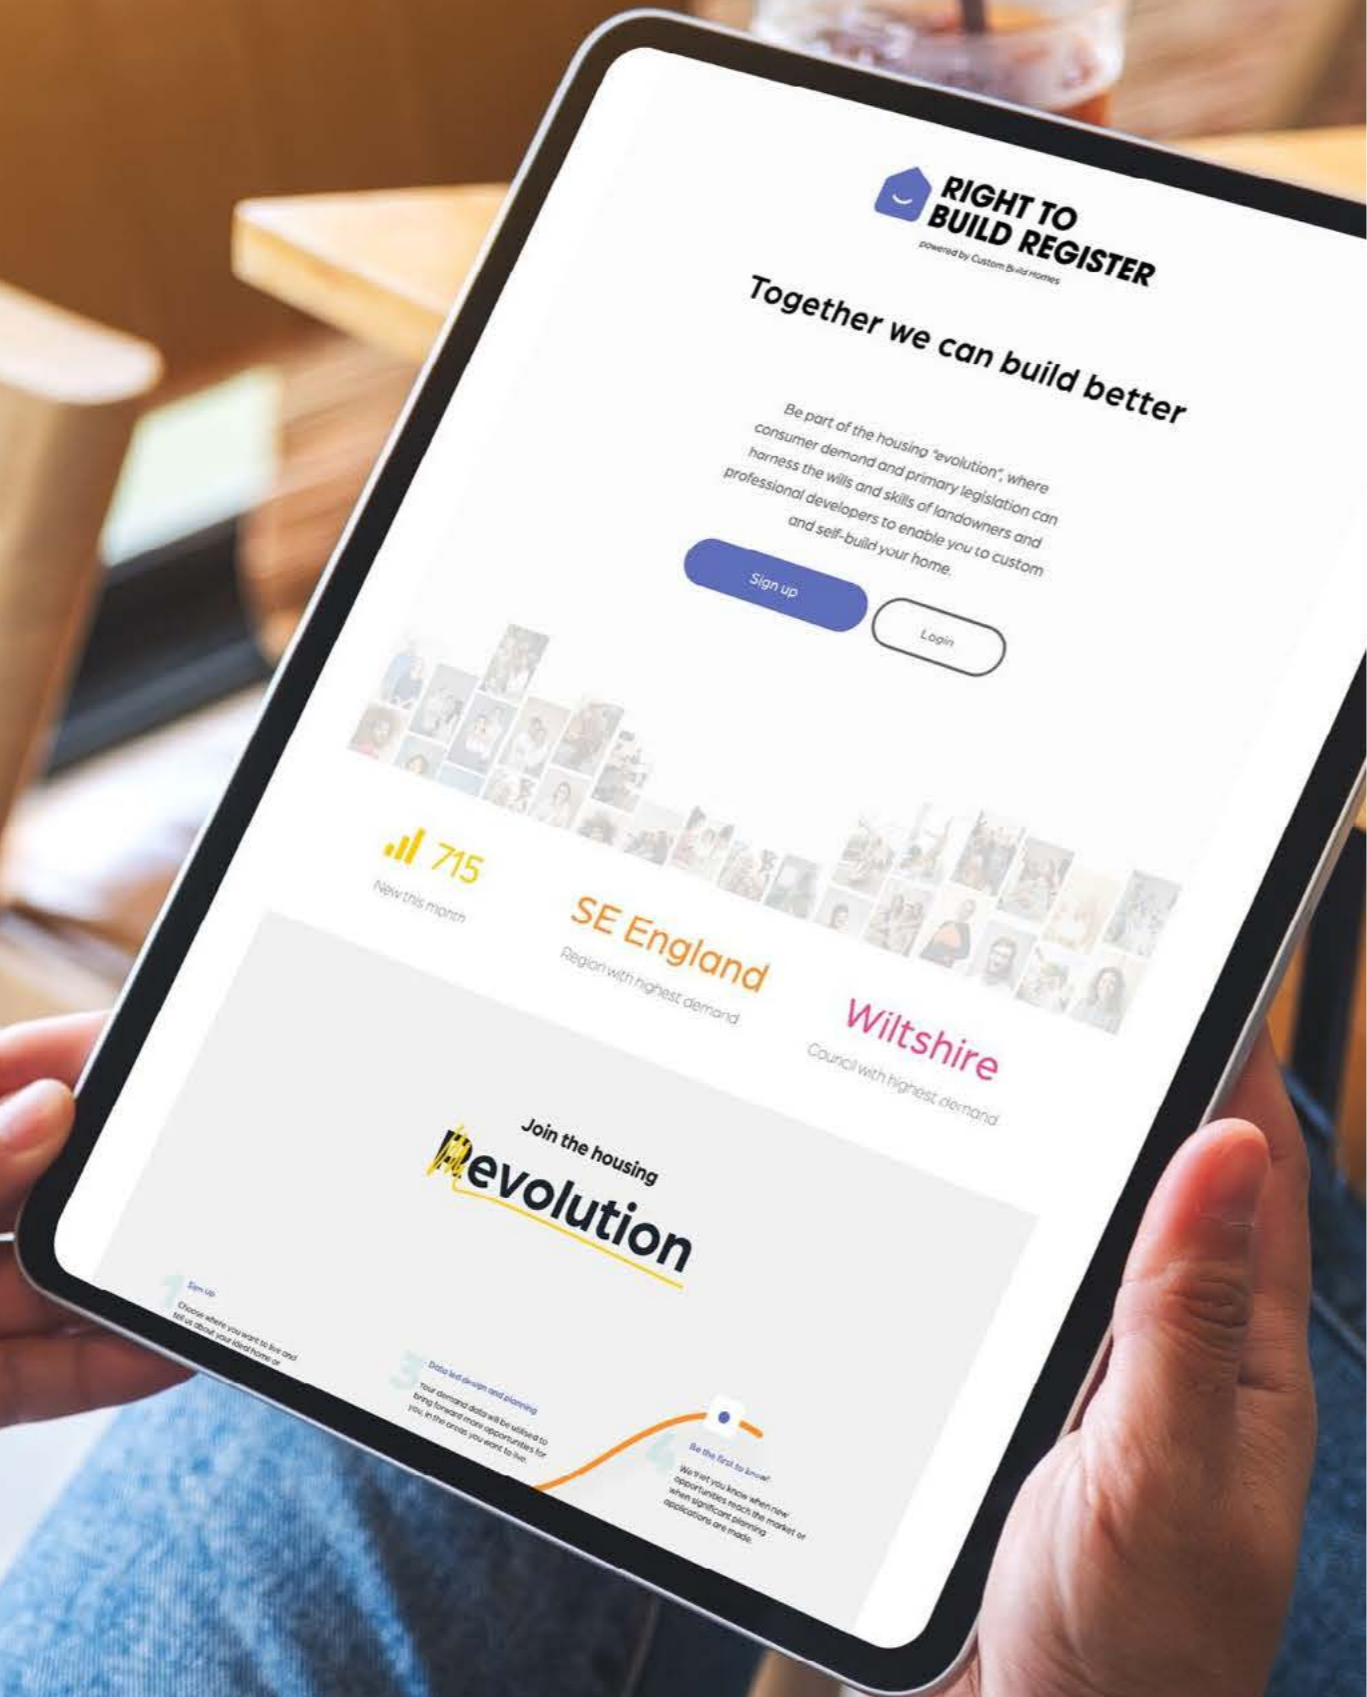 RIGHT TO
BUILD REGISTER
powered by Custom Build Homes
Together we can build better
Be part of the housing "evolution", where
consumer demand and primary legislation can
harness the wills and skills of landowners and
professional developers to enable you to custom
and self-build your home.
Sign up
Login
715
New this month
SE England
Region with highest demand
Wiltshire
Council with highest demand
Join the housing
Revolution
1
Sign Up
Choose where you want to live and
tell us about your ideal home or
3
Data led design and planning
Your demand data will be utilised to
bring forward more opportunities for
you, in the areas you want to live.
4
Be the first to know!
We'll let you know when new
opportunities reach the market or
when significant planning
applications are made.